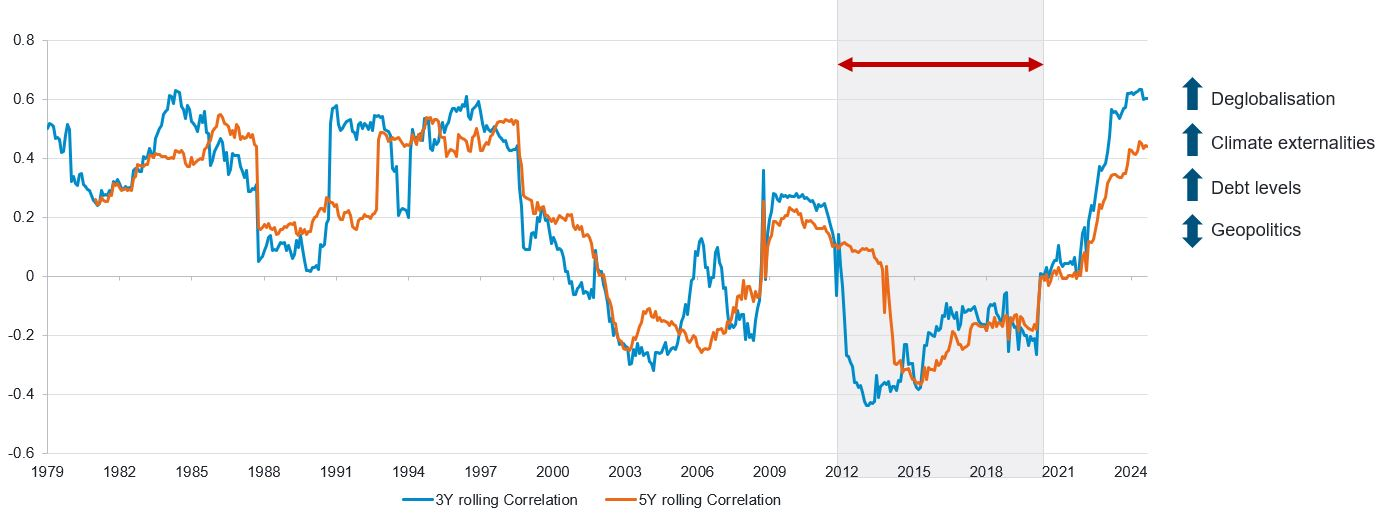 0.8
0.6
0.4
0.2
0
-0.2
-0.4
-0.6
1979 1982 1985 1988 1991 1994 1997 2000 2003 2006 2009 2012 2015 2018 2021 2024
3Y rolling Correlation 5Y rolling Correlation
Deglobalisation
Climate externalities
Debt levels
Geopolitics